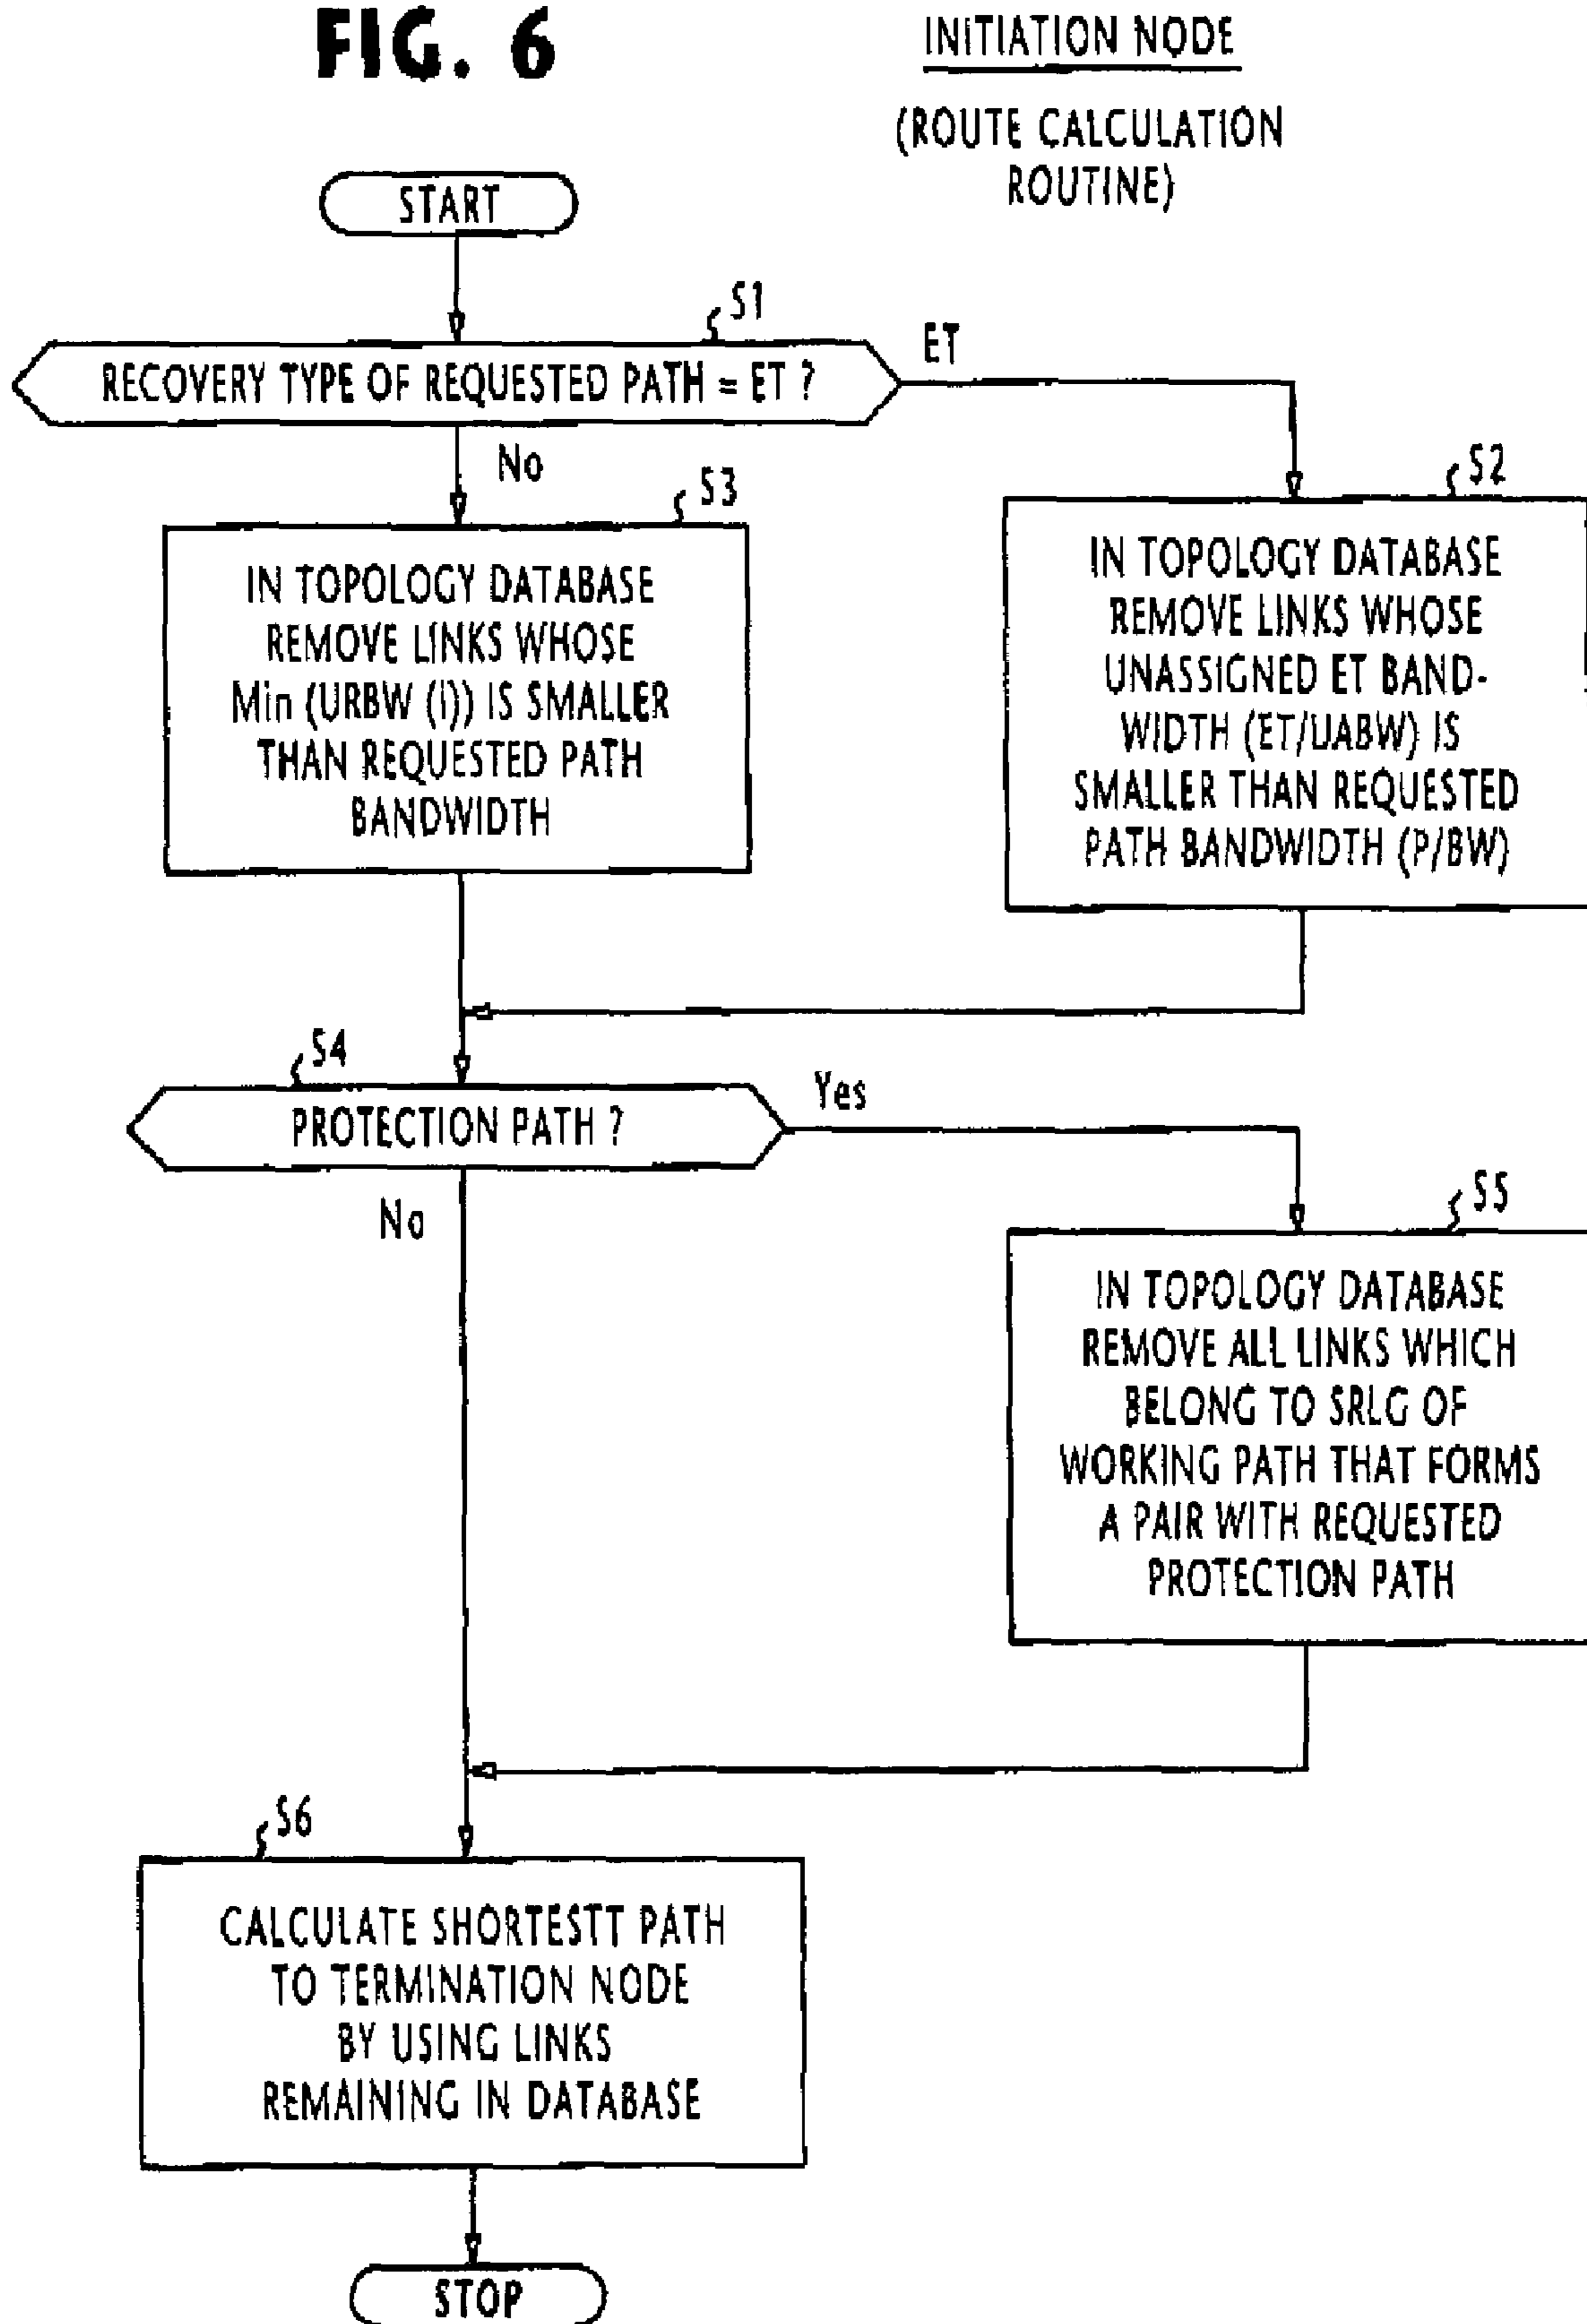 FIG. 6
INITIATION NODE
(ROUTE CALCULATION
ROUTINE)
START
S1
RECOVERY TYPE OF REQUESTED PATH = ET ?
ET
No
S3
IN TOPOLOGY DATABASE
REMOVE LINKS WHOSE
Min (URBW (i)) IS SMALLER
THAN REQUESTED PATH
BANDWIDTH
S2
IN TOPOLOGY DATABASE
REMOVE LINKS WHOSE
UNASSIGNED ET BAND-
WIDTH (ET/UABW) IS
SMALLER THAN REQUESTED
PATH BANDWIDTH (P/BW)
S4
PROTECTION PATH ?
Yes
No
S5
IN TOPOLOGY DATABASE
REMOVE ALL LINKS WHICH
BELONG TO SRLG OF
WORKING PATH THAT FORMS
A PAIR WITH REQUESTED
PROTECTION PATH
S6
CALCULATE SHORTESTT PATH
TO TERMINATION NODE
BY USING LINKS
REMAINING IN DATABASE
STOP